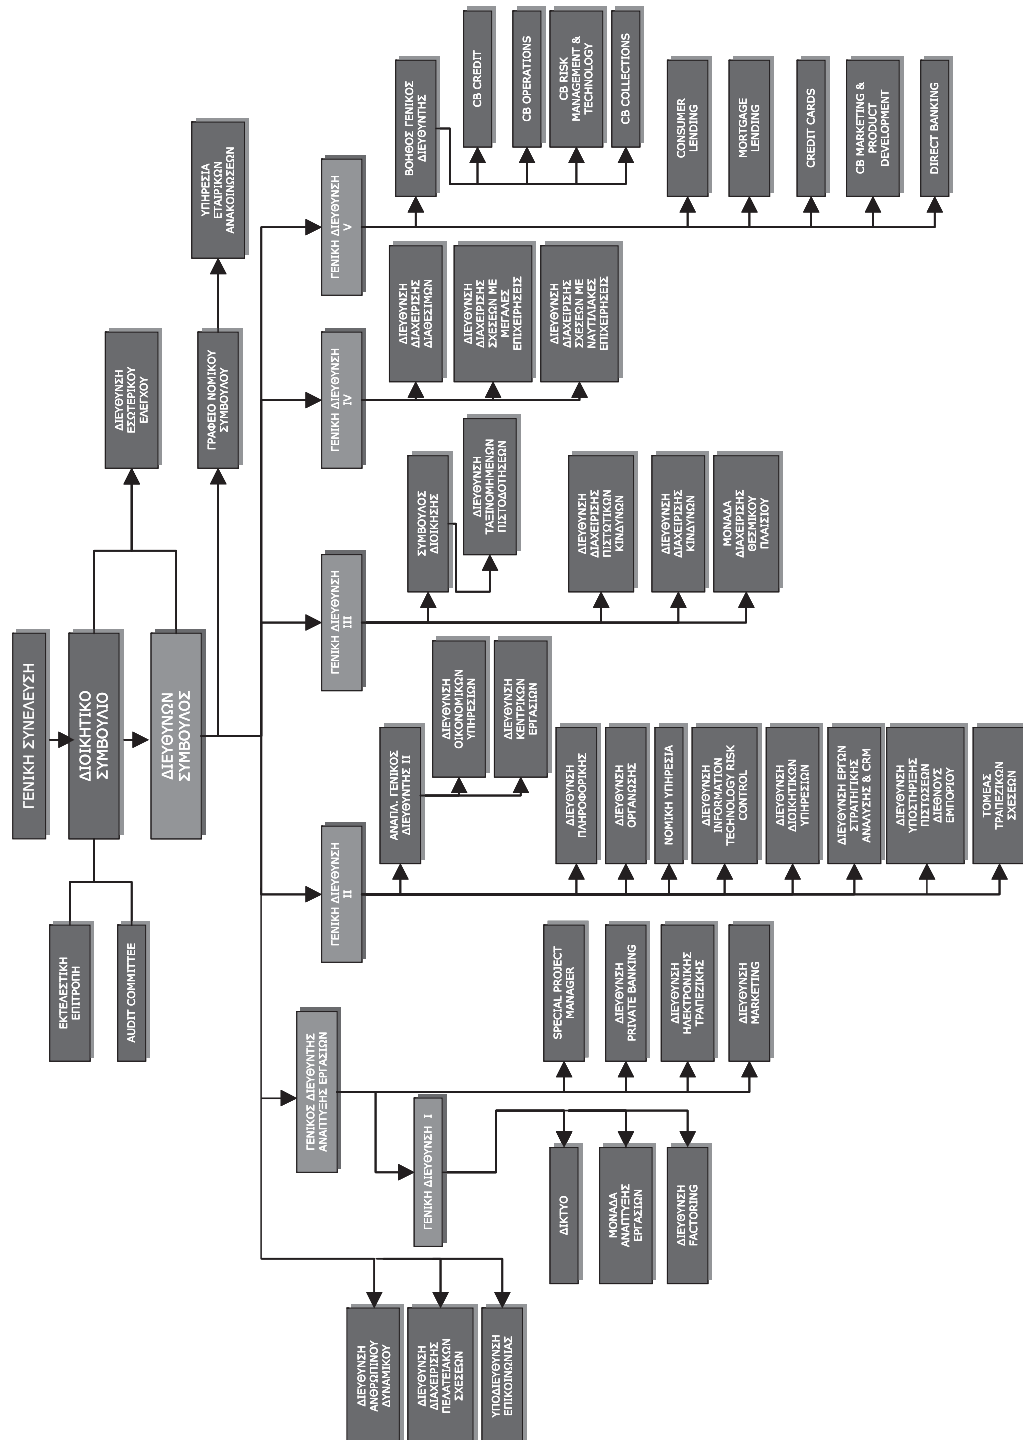 ΓΕΝΙΚΗ ΣΥΝΕΛΕΥΣΗ
ΔΙΟΙΚΗΤΙΚΟ
ΣΥΜΒΟΥΛΙΟ
ΔΙΕΥΘΥΝΩΝ
ΣΥΜΒΟΥΛΟΣ
ΕΚΤΕΛΕΣΤΙΚΗ
ΕΠΙΤΡΟΠΗ
AUDIT COMMITTEE
ΔΙΕΥΘΥΝΣΗ
ΕΣΩΤΕΡΙΚΟΥ
ΕΛΕΓΧΟΥ
ΓΡΑΦΕΙΟ ΝΟΜΙΚΟΥ
ΣΥΜΒΟΥΛΟΥ
ΥΠΗΡΕΣΙΑ
ΕΤΑΙΡΙΚΩΝ
ΑΝΑΚΟΙΝΩΣΕΩΝ
ΔΙΕΥΘΥΝΣΗ
ΑΝΘΡΩΠΙΝΟΥ
ΔΥΝΑΜΙΚΟΥ
ΔΙΕΥΘΥΝΣΗ
ΔΙΑΧΕΙΡΙΣΗΣ
ΠΕΛΑΤΕΙΑΚΩΝ
ΣΧΕΣΕΩΝ
ΥΠΟΔΙΕΥΘΥΝΣΗ
ΕΠΙΚΟΙΝΩΝΙΑΣ
ΓΕΝΙΚΟΣ ΔΙΕΥΘΥΝΤΗΣ
ΑΝΑΠΤΥΞΗΣ ΕΡΓΑΣΙΩΝ
ΓΕΝΙΚΗ ΔΙΕΥΘΥΝΣΗ I
ΔΙΚΤΥΟ
ΜΟΝΑΔΑ
ΑΝΑΠΤΥΞΗΣ
ΕΡΓΑΣΙΩΝ
ΔΙΕΥΘΥΝΣΗ
FACTORING
SPECIAL PROJECT
MANAGER
ΔΙΕΥΘΥΝΣΗ
PRIVATE BANKING
ΔΙΕΥΘΥΝΣΗ
ΗΛΕΚΤΡΟΝΙΚΗΣ
ΤΡΑΠΕΖΙΚΗΣ
ΔΙΕΥΘΥΝΣΗ
MARKETING
ΓΕΝΙΚΗ ΔΙΕΥΘΥΝΣΗ
II
ΑΝΑΠΛ. ΓΕΝΙΚΟΣ
ΔΙΕΥΘΥΝΤΗΣ II
ΔΙΕΥΘΥΝΣΗ
ΟΙΚΟΝΟΜΙΚΩΝ
ΥΠΗΡΕΣΙΩΝ
ΔΙΕΥΘΥΝΣΗ
ΚΕΝΤΡΙΚΩΝ
ΕΡΓΑΣΙΩΝ
ΔΙΕΥΘΥΝΣΗ
ΠΛΗΡΟΦΟΡΙΚΗΣ
ΔΙΕΥΘΥΝΣΗ
ΟΡΓΑΝΩΣΗΣ
ΝΟΜΙΚΗ ΥΠΗΡΕΣΙΑ
ΔΙΕΥΘΥΝΣΗ
INFORMATION
TECHNOLOGY RISK
CONTROL
ΔΙΕΥΘΥΝΣΗ
ΔΙΟΙΚΗΤΙΚΩΝ
ΥΠΗΡΕΣΙΩΝ
ΔΙΕΥΘΥΝΣΗ ΕΡΓΩΝ
ΣΤΡΑΤΗΓΙΚΗΣ
ΑΝΑΛΥΣΗΣ & CRM
ΔΙΕΥΘΥΝΣΗ
ΥΠΟΣΤΗΡΙΞΗΣ
ΠΙΣΤΩΣΕΩΝ
ΔΙΕΘΝΟΥΣ
ΕΜΠΟΡΙΟΥ
ΤΟΜΕΑΣ
ΤΡΑΠΕΖΙΚΩΝ
ΣΧΕΣΕΩΝ
ΓΕΝΙΚΗ ΔΙΕΥΘΥΝΣΗ
III
ΣΥΜΒΟΥΛΟΣ
ΔΙΟΙΚΗΣΗΣ
ΔΙΕΥΘΥΝΣΗ
ΤΑΞΙΝΟΜΗΜΕΝΩΝ
ΠΙΣΤΟΔΟΤΗΣΕΩΝ
ΔΙΕΥΘΥΝΣΗ
ΔΙΑΧΕΙΡΙΣΗΣ
ΠΙΣΤΩΤΙΚΩΝ
ΚΙΝΔΥΝΩΝ
ΔΙΕΥΘΥΝΣΗ
ΔΙΑΧΕΙΡΙΣΗΣ
ΚΙΝΔΥΝΩΝ
ΜΟΝΑΔΑ
ΔΙΑΧΕΙΡΙΣΗΣ
ΘΕΣΜΙΚΟΥ
ΠΛΑΙΣΙΟΥ
ΓΕΝΙΚΗ ΔΙΕΥΘΥΝΣΗ
IV
ΔΙΕΥΘΥΝΣΗ
ΔΙΑΧΕΙΡΙΣΗΣ
ΔΙΑΘΕΣΙΜΩΝ
ΔΙΕΥΘΥΝΣΗ
ΔΙΑΧΕΙΡΙΣΗΣ
ΣΧΕΣΕΩΝ ΜΕ
ΜΕΓΑΛΕΣ
ΕΠΙΧΕΙΡΗΣΕΙΣ
ΔΙΕΥΘΥΝΣΗ
ΔΙΑΧΕΙΡΙΣΗΣ
ΣΧΕΣΕΩΝ ΜΕ
ΝΑΥΤΙΛΙΑΚΕΣ
ΕΠΙΧΕΙΡΗΣΕΙΣ
ΓΕΝΙΚΗ ΔΙΕΥΘΥΝΣΗ
V
ΒΟΗΘΟΣ ΓΕΝΙΚΟΣ
ΔΙΕΥΘΥΝΤΗΣ
CB CREDIT
CB OPERATIONS
CB RISK
MANAGEMENT &
TECHNOLOGY
CB COLLECTIONS
CONSUMER
LENDING
MORTGAGE
LENDING
CREDIT CARDS
CB MARKETING &
PRODUCT
DEVELOPMENT
DIRECT BANKING